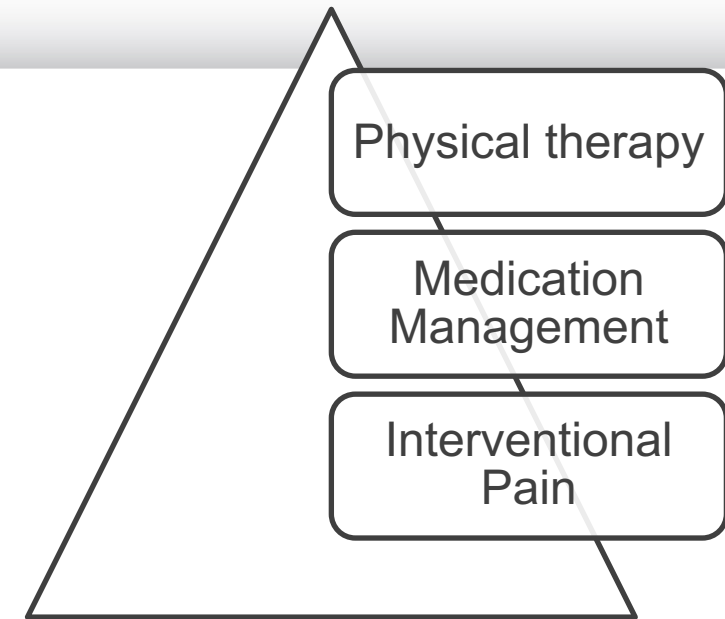 Physical therapy
Medication
Management
Interventional
Pain